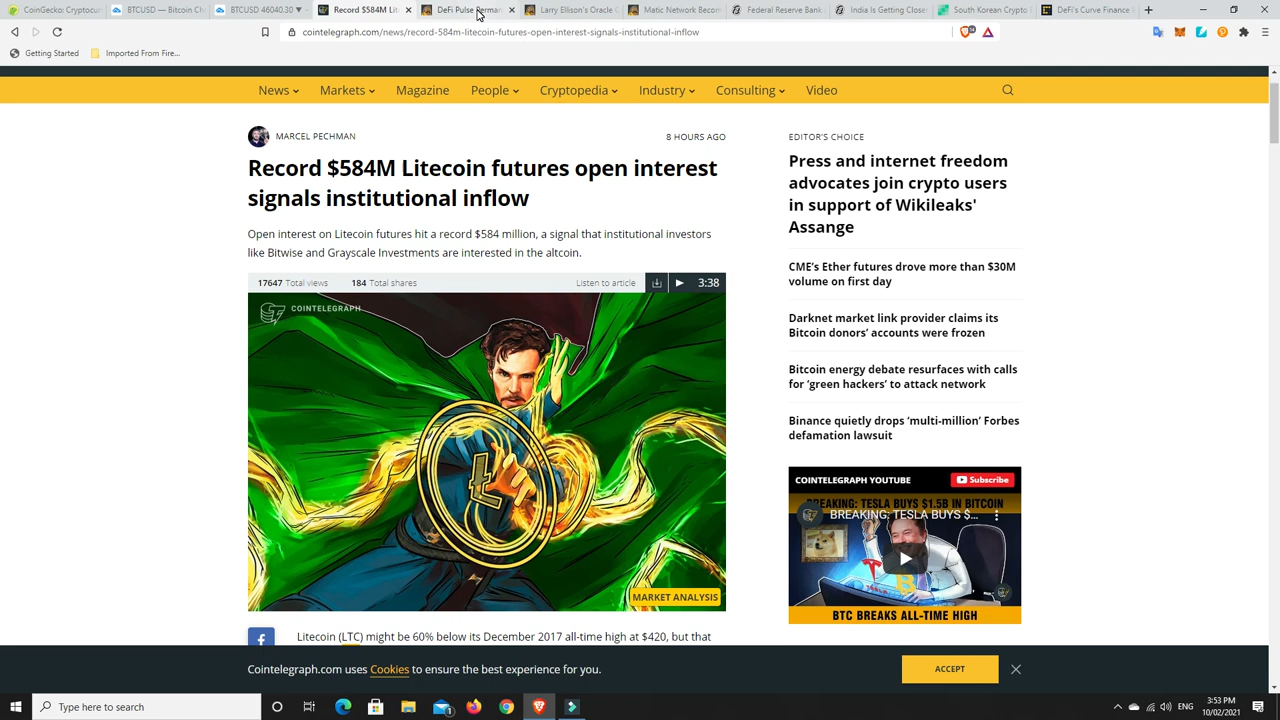 CoinGecko: Cryptocur
BTCUSD — Bitcoin Ch
BTCUSD 46040.30 ▼
Record $584M Lit
DeFi Pulse Perman
Larry Ellison's Oracle
Matic Network Becom
Federal Reserve Bank
India Is Getting Closer
South Korean Crypto
DeFi's Curve Finance
cointelegraph.com/news/record-584m-litecoin-futures-open-interest-signals-institutional-inflow
Getting Started
Imported From Fire...
News
Markets
Magazine
People
Cryptopedia
Industry
Consulting
Video
MARCEL PECHMAN
8 HOURS AGO
Record $584M Litecoin futures open interest
signals institutional inflow
Open interest on Litecoin futures hit a record $584 million, a signal that institutional investors
like Bitwise and Grayscale Investments are interested in the altcoin.
17647 Total views
184 Total shares
Listen to article
3:38
COINTELEGRAPH
MARKET ANALYSIS
Litecoin (LTC) might be 60% below its December 2017 all-time high at $420, but that
EDITOR'S CHOICE
Press and internet freedom
advocates join crypto users
in support of Wikileaks'
Assange
CME's Ether futures drove more than $30M
volume on first day
Darknet market link provider claims its
Bitcoin donors' accounts were frozen
Bitcoin energy debate resurfaces with calls
for 'green hackers' to attack network
Binance quietly drops 'multi-million' Forbes
defamation lawsuit
COINTELEGRAPH YOUTUBE
Subscribe
BREAKING: TESLA BUYS $1.5B IN BITCOIN
BREAKING: TESLA BUYS $...
BTC BREAKS ALL-TIME HIGH
Cointelegraph.com uses Cookies to ensure the best experience for you.
ACCEPT
Type here to search
ENG
3:53 PM
10/02/2021